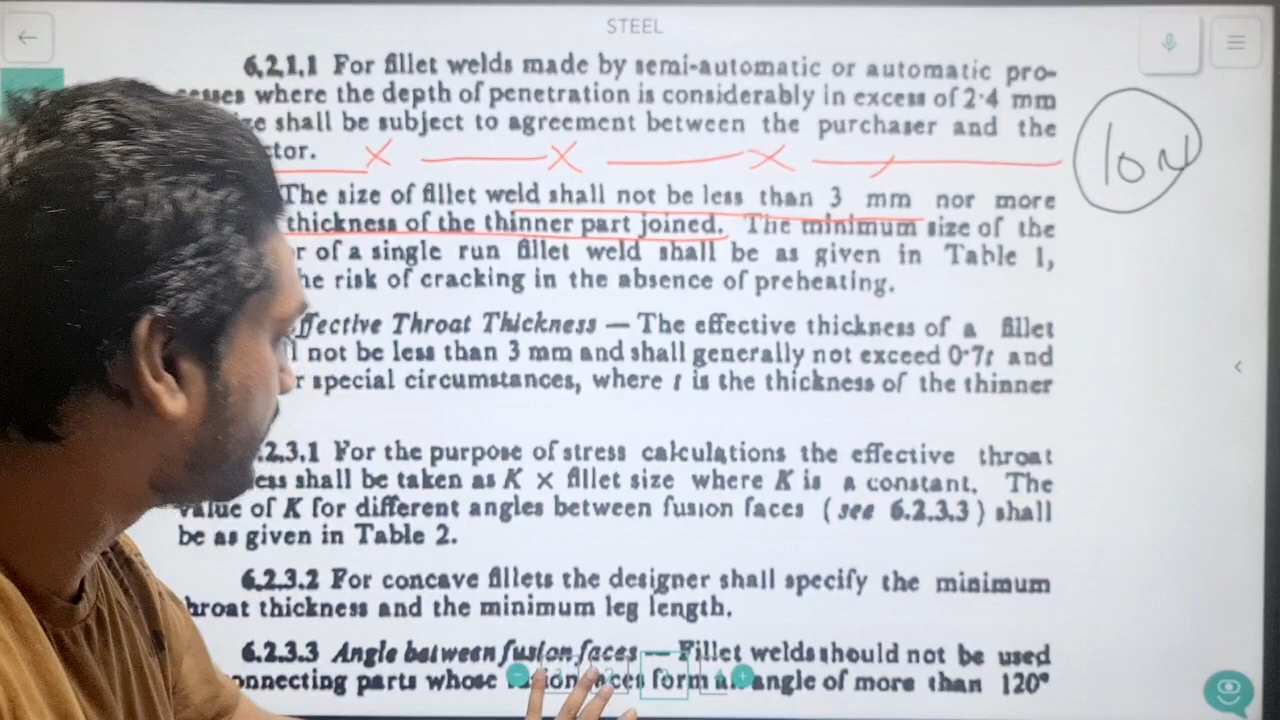 STEEL
6.2.1.1 For fillet welds made by semi-automatic or automatic pro-
where the depth of penetration is considerably in excess of 2·4 mm
shall be subject to agreement between the purchaser and the
The size of fillet weld shall not be less than 3 mm nor more
thickness of the thinner part joined. The minimum size of the
of a single run fillet weld shall be as given in Table 1,
risk of cracking in the absence of preheating.
Throat Thickness — The effective thickness of a fillet
not be less than 3 mm and shall generally not exceed 0·7t and
special circumstances, where t is the thickness of the thinner
.2.3.1 For the purpose of stress calculations the effective throat
shall be taken as K × fillet size where K is a constant. The
value of K for different angles between fusion faces ( see 6.2.3.3 ) shall
be as given in Table 2.
6.2.3.2 For concave fillets the designer shall specify the minimum
throat thickness and the minimum leg length.
6.2.3.3 Angle between fusion faces — Fillet welds should not be used
parts whose form an angle of more than 120°